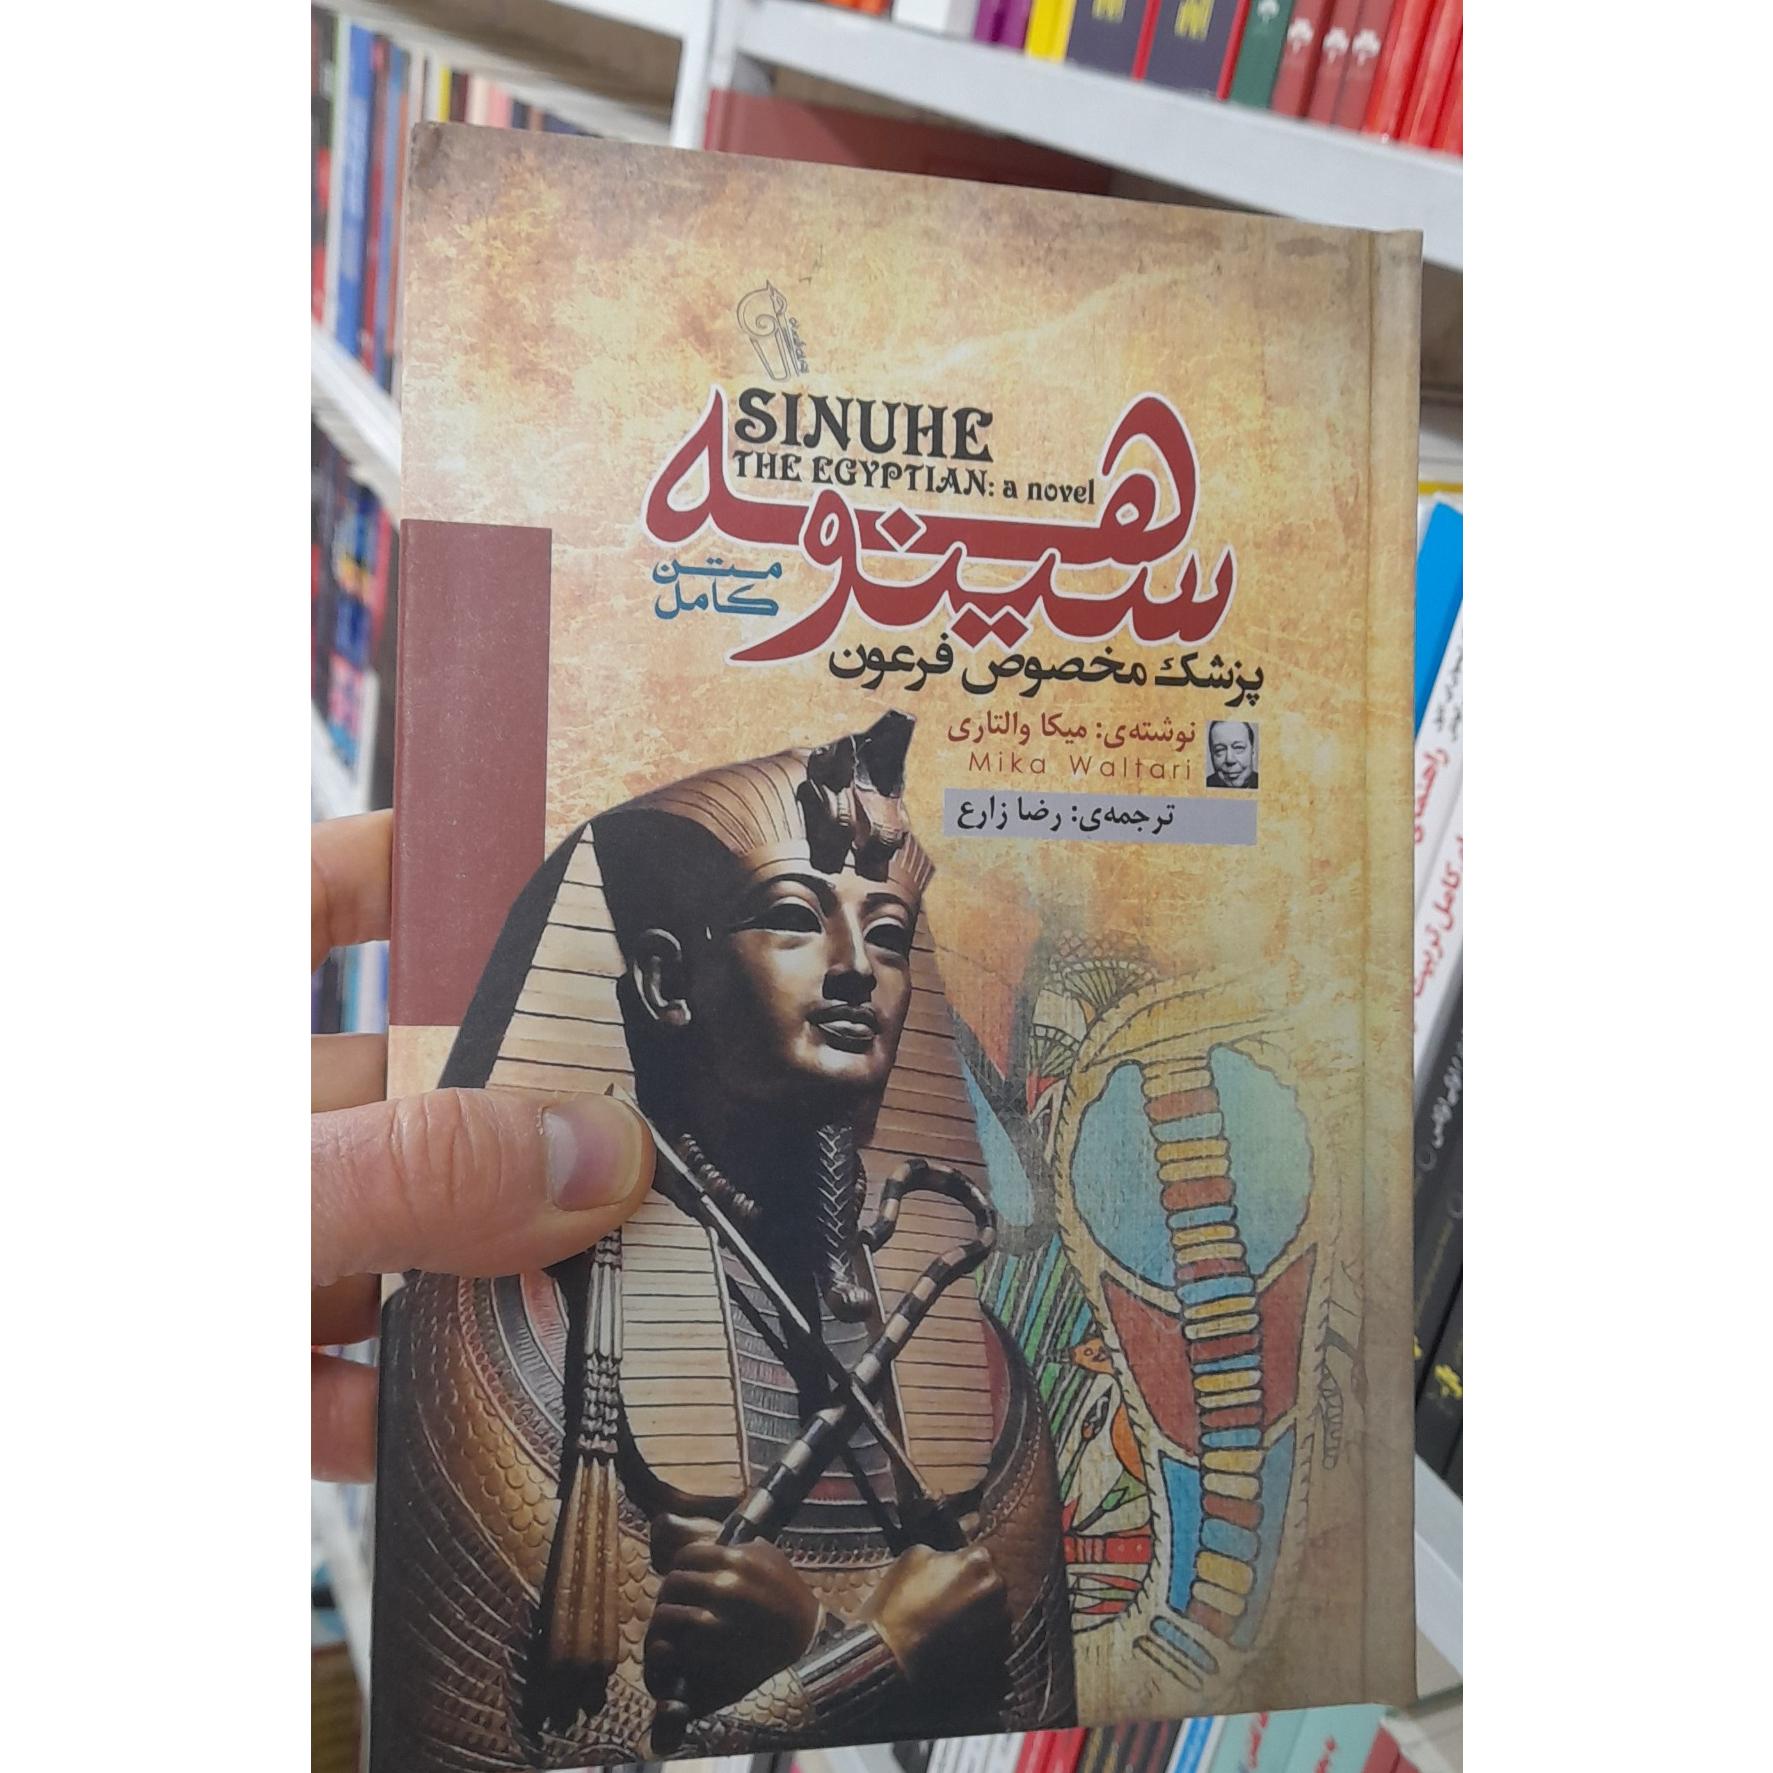 SINUHE
THE EGYPTIAN: a novel
سینوهه
متن
کامل
پزشک مخصوص فرعون
نوشته‌ی: میکا والتاری
Mika Waltari
ترجمه‌ی: رضا زارع